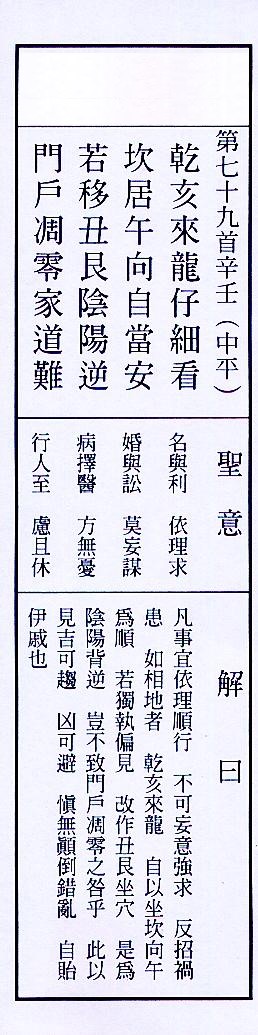 第七十九首辛壬（中平）
乾亥來龍仔細看
坎居午向自當安
若移丑艮陰陽逆
門戶凋零家道難
聖意
名與利　依理求
婚與訟　莫妄謀
病擇醫　方無憂
行人至　慮且休
解曰
凡事宜依理順行　不可妄意強求　反招禍
患　如相地者　乾亥來龍　自以坐坎向午
為順　若獨執偏見　改作丑艮坐穴　是為
陰陽背逆　豈不致門戶凋零之咎乎　此以
見吉可趨　凶可避　慎無顛倒錯亂　自貽
伊戚也